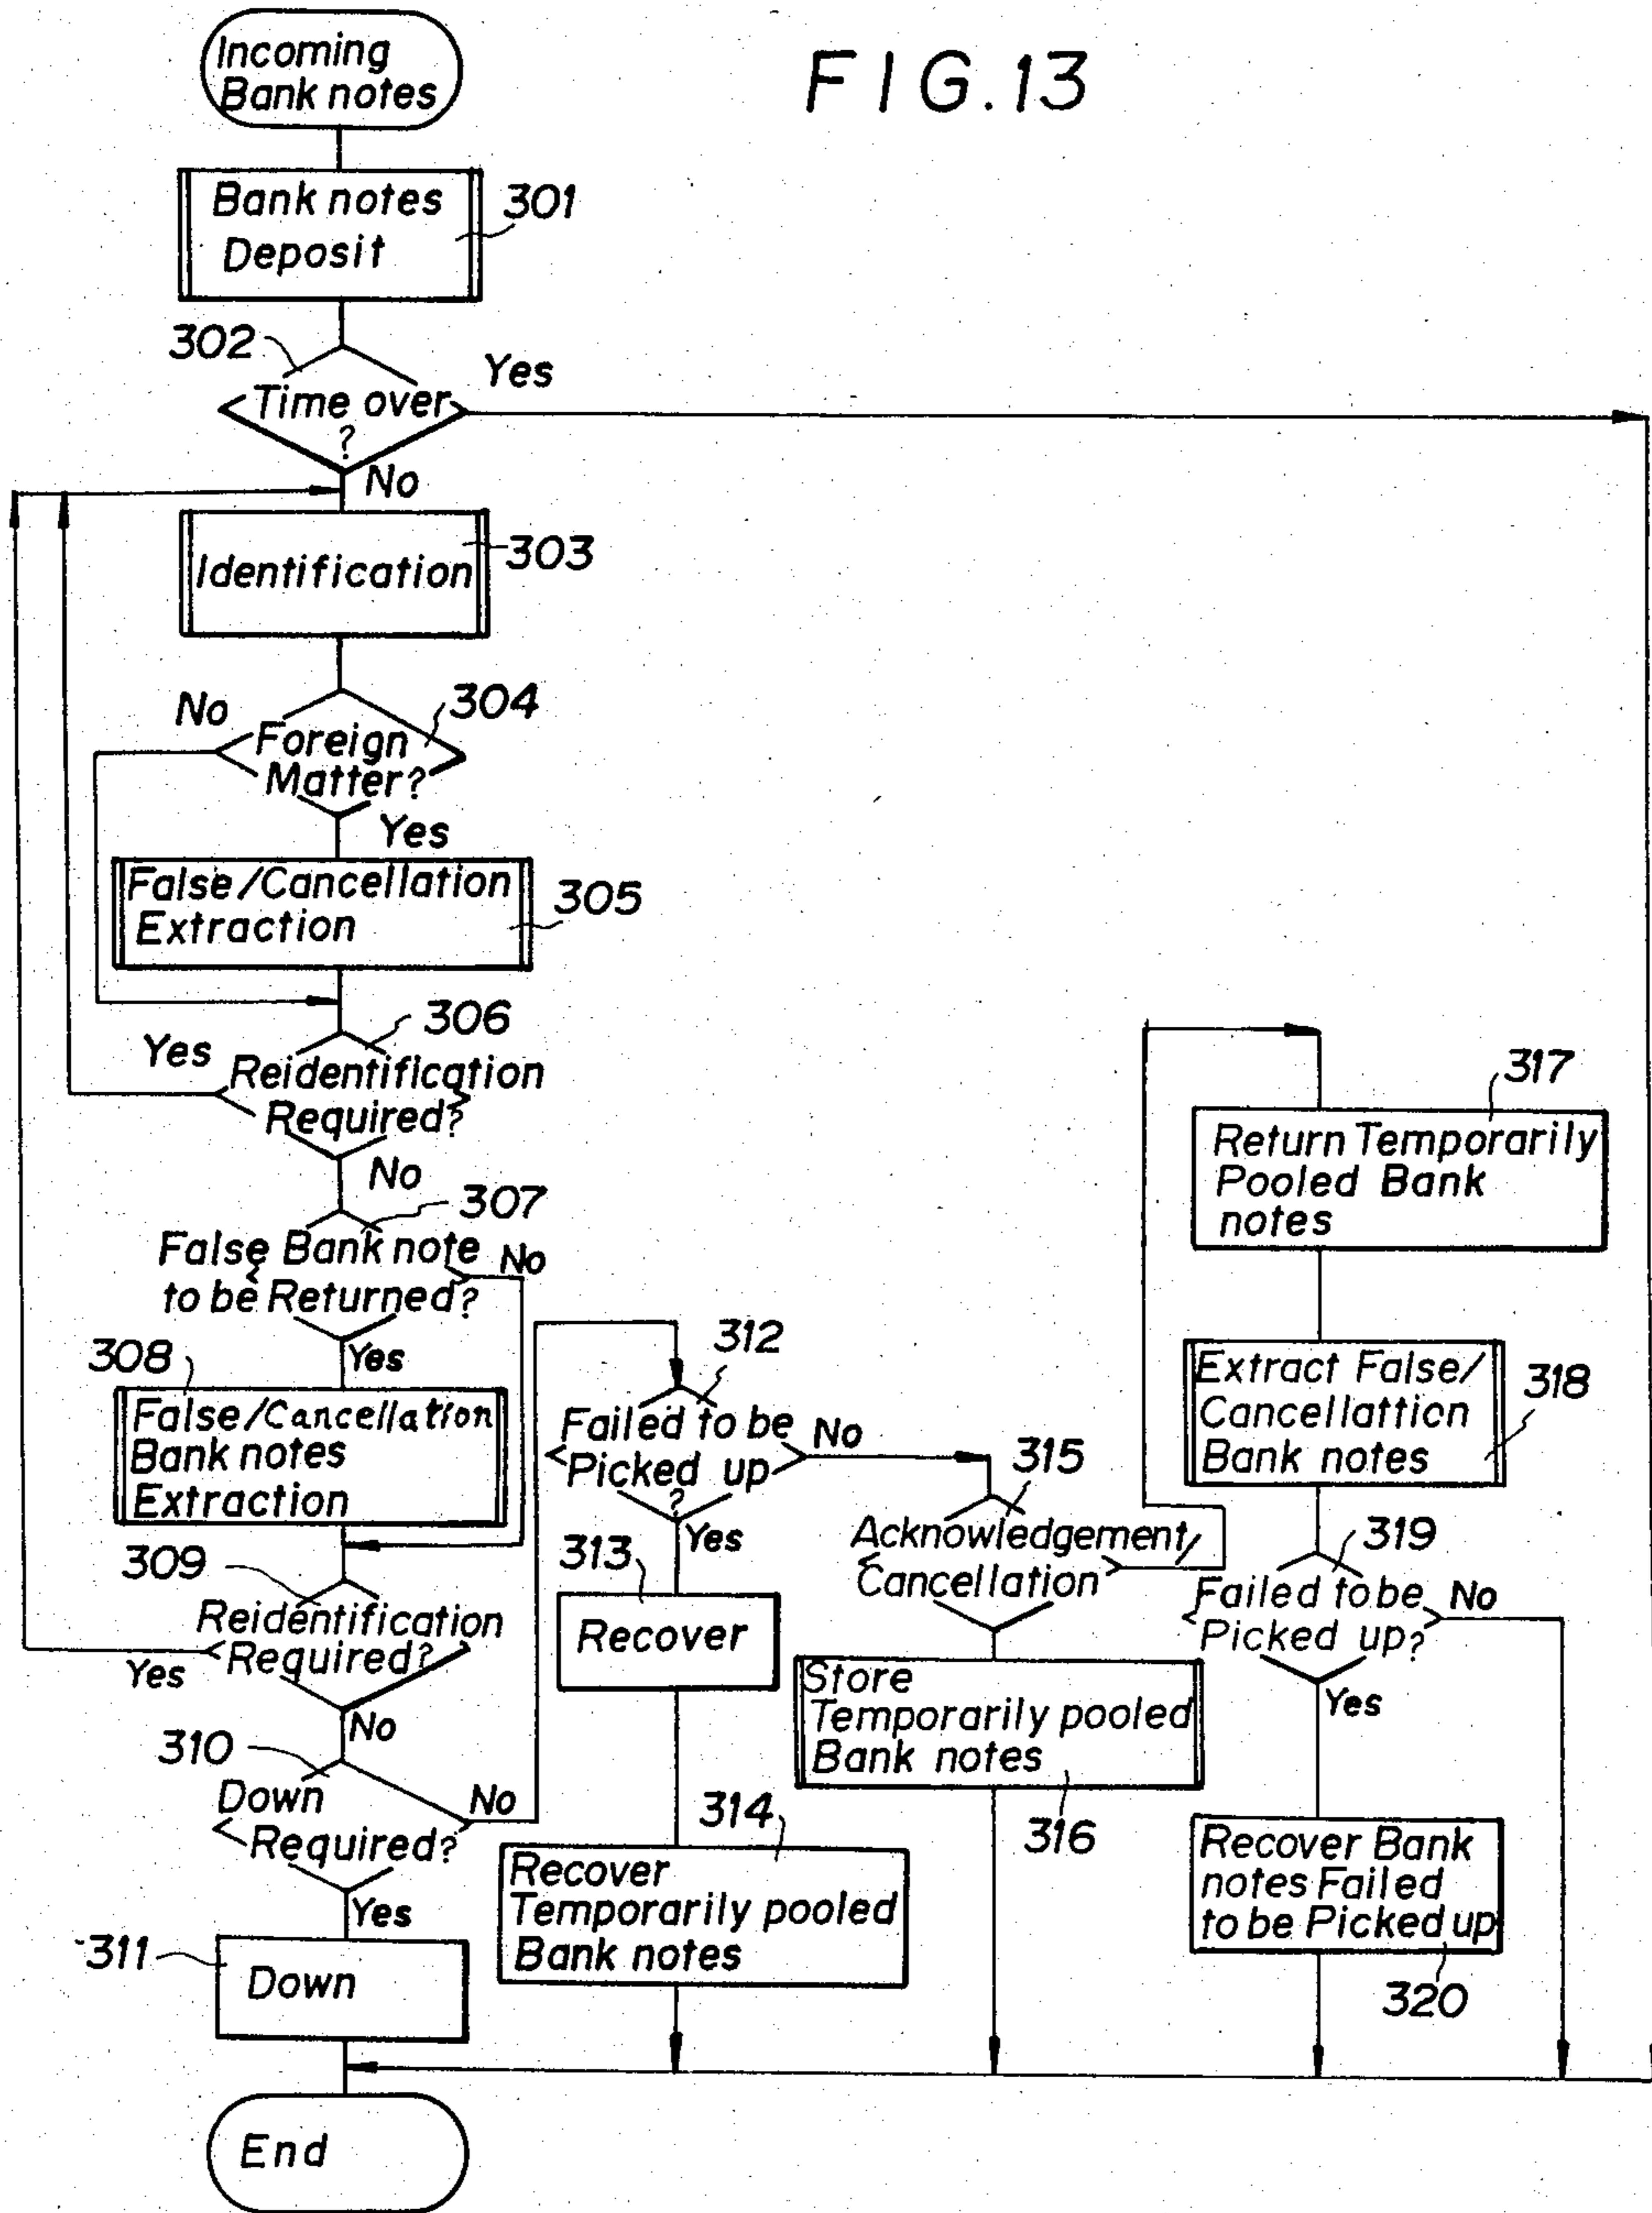 FIG.13
Incoming
Bank notes
Bank notes
Deposit
301
302
Time over
?
Yes
No
Identification
303
304
Foreign
Matter?
No
Yes
False/Cancellation
Extraction
305
306
Reidentification
Required?
Yes
No
307
False Bank note
to be Returned?
No
Yes
308
False/Cancellation
Bank notes
Extraction
309
Reidentification
Required?
Yes
No
310
Down
Required?
No
Yes
311
Down
End
312
Failed to be
Picked up
?
No
Yes
313
Recover
314
Recover
Temporarily pooled
Bank notes
315
Acknowledgement/
Cancellation
Store
Temporarily pooled
Bank notes
316
317
Return Temporarily
Pooled Bank
notes
Extract False/
Cancellatticn
Bank notes
318
319
Failed to be
Picked up?
No
Yes
Recover Bank
notes Failed
to be Picked up
320